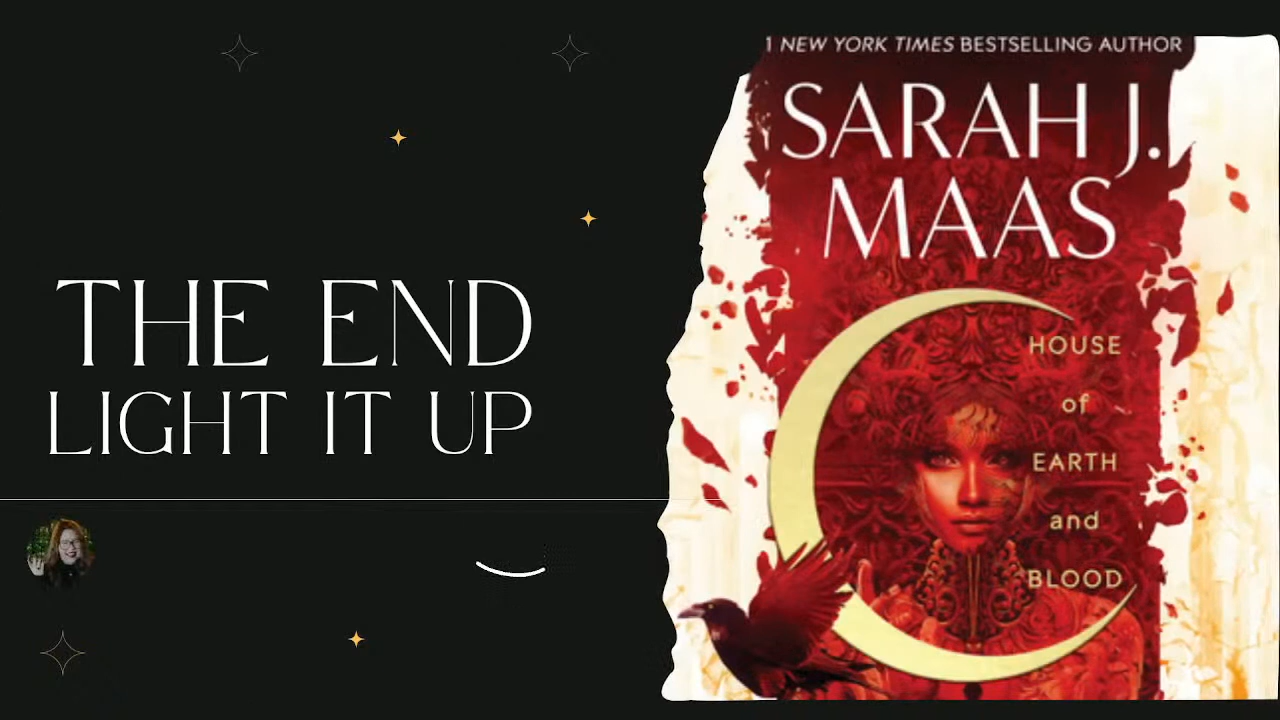 THE END
LIGHT IT UP
1 NEW YORK TIMES BESTSELLING AUTHOR
SARAH J.
MAAS
HOUSE
of
EARTH
and
BLOOD